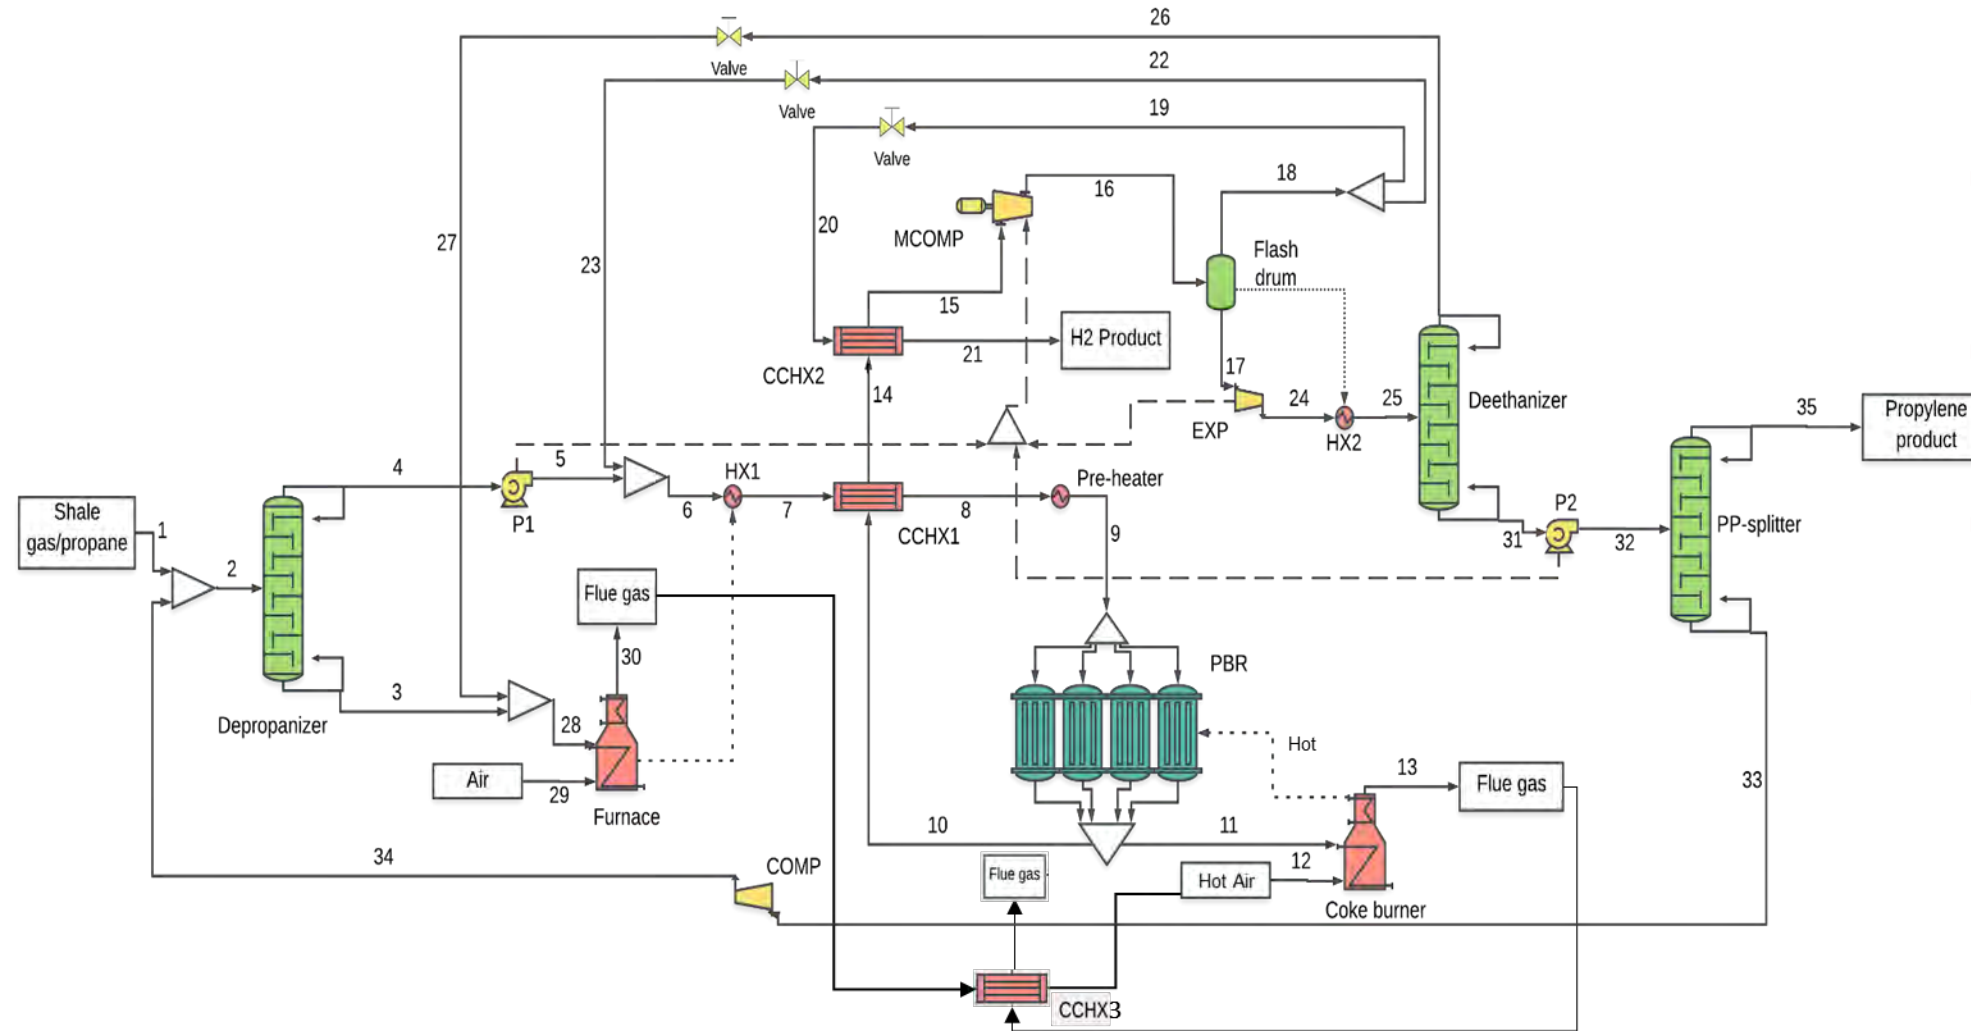 26
Valve
22
Valve
19
Valve
18
16
MCOMP
20
Flash
drum
27
23
15
H2 Product
21
CCHX2
14
17
24
25
EXP
HX2
Deethanizer
35
Propylene
product
4
5
HX1
Pre-heater
P1
6
7
8
CCHX1
9
P2
31
32
PP-splitter
Shale
gas/propane
1
2
Flue gas
30
PBR
3
Depropanizer
28
Hot
Air
29
Furnace
13
Flue gas
33
10
11
34
COMP
Flue gas
12
Hot Air
Coke burner
CCHX3